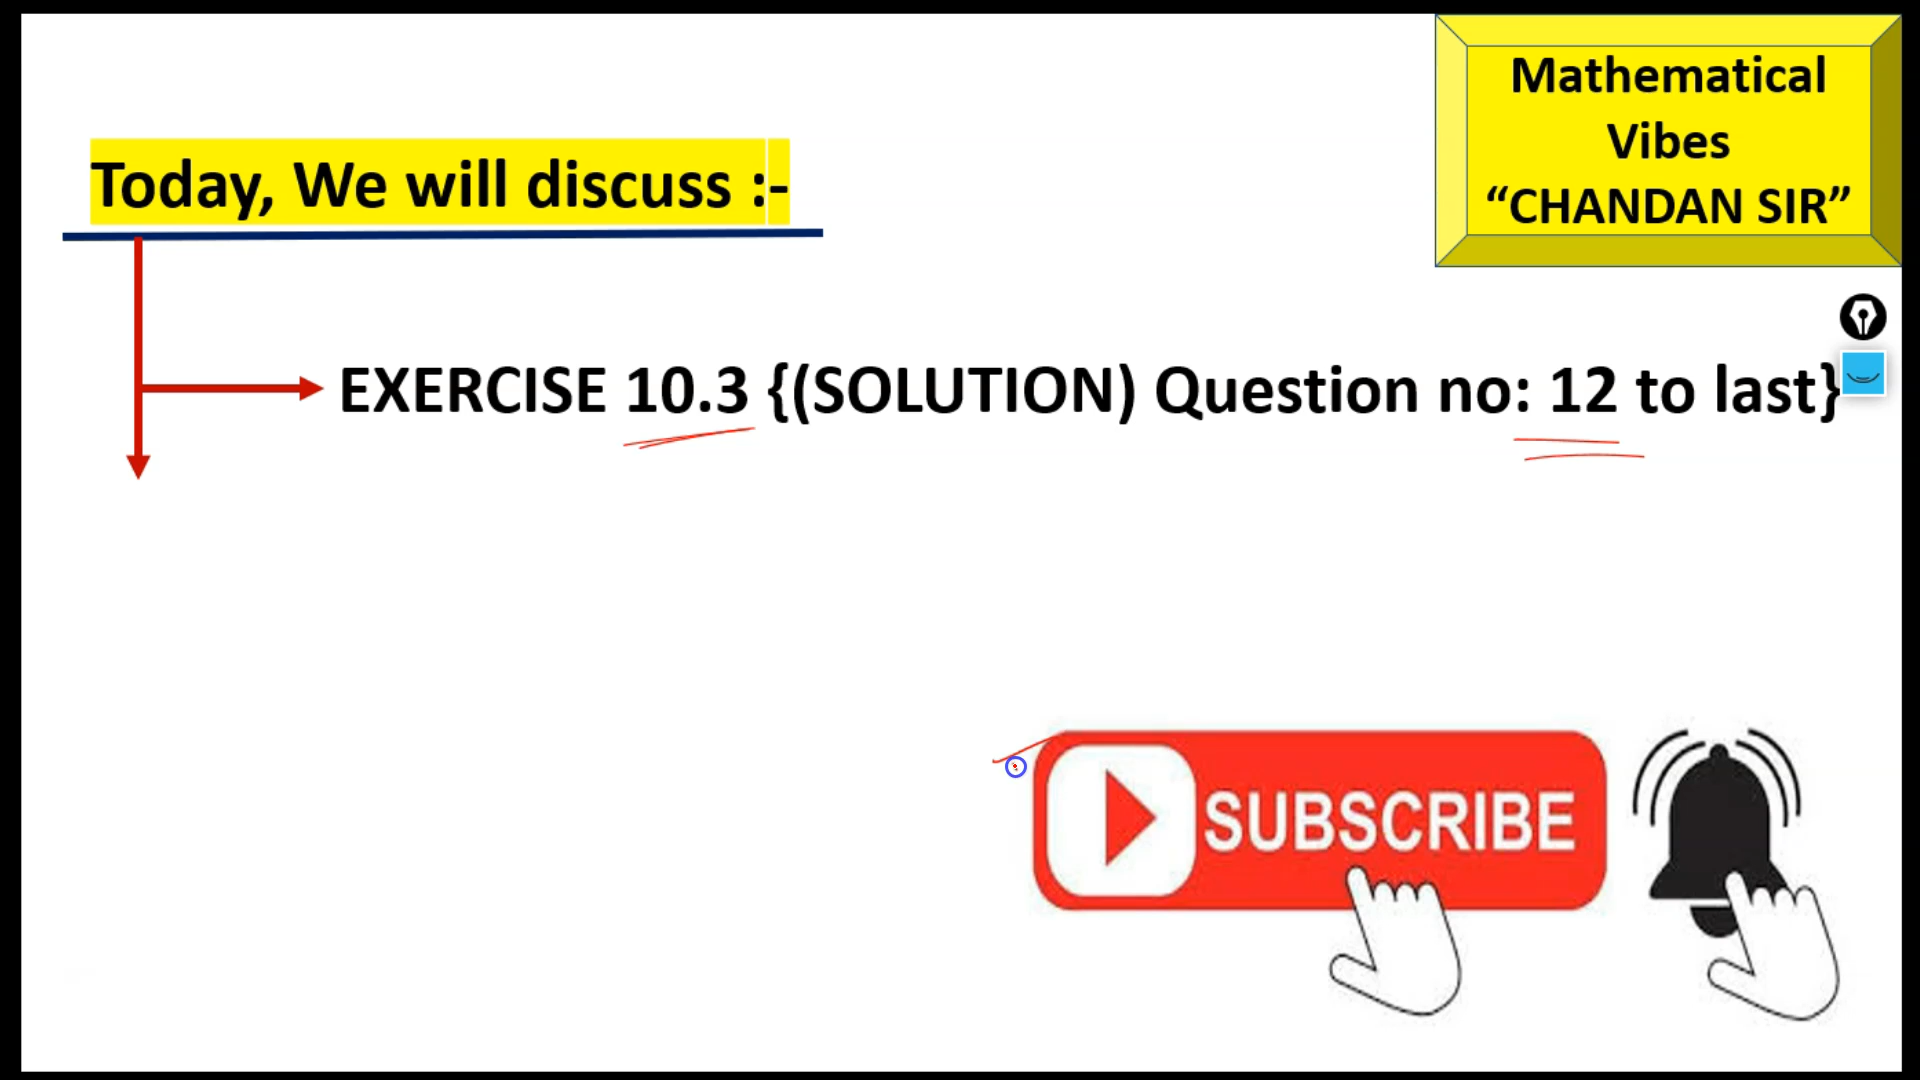 Mathematical
Vibes
“CHANDAN SIR”
Today, We will discuss :-
EXERCISE 10.3 {(SOLUTION) Question no: 12 to last}
SUBSCRIBE